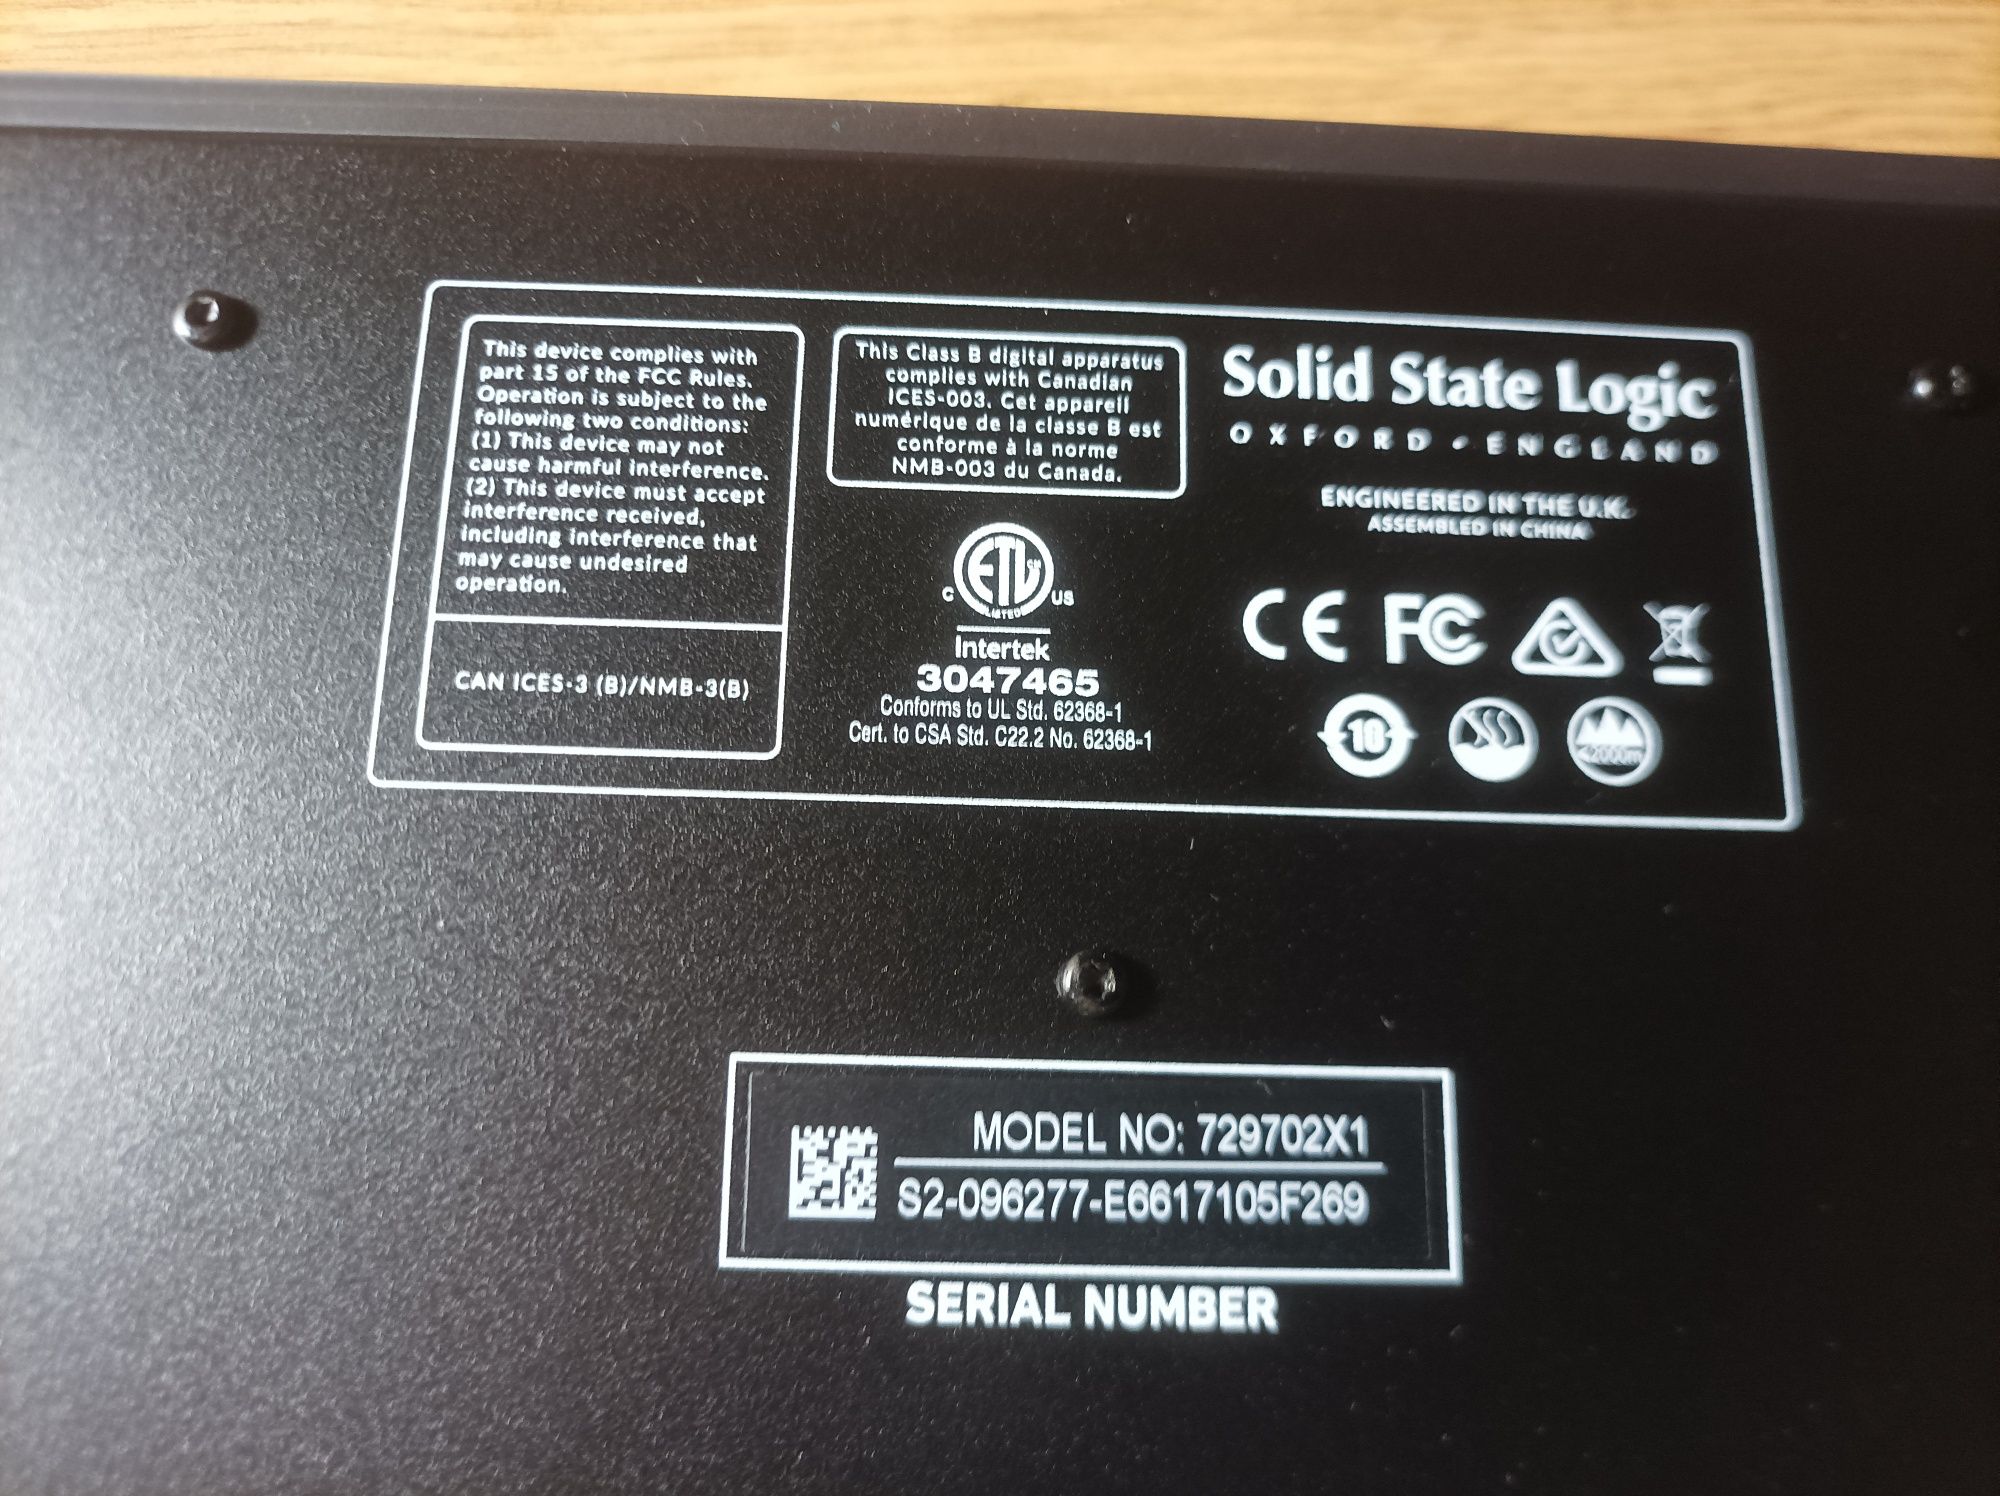 This device complies with
part 15 of the FCC Rules.
Operation is subject to the
following two conditions:
(1) This device may not
cause harmful interference.
(2) This device must accept
interference received,
including interference that
may cause undesired
operation.
CAN ICES-3 (B)/NMB-3(B)
This Class B digital apparatus
complies with Canadian
ICES-003. Cet appareil
numérique de la classe B est
conforme à la norme
NMB-003 du Canada.
ETL CM
LISTED
C US
Intertek
3047465
Conforms to UL Std. 62368-1
Cert. to CSA Std. C22.2 No. 62368-1
Solid State Logic
OXFORD • ENGLAND
ENGINEERED IN THE U.K.
ASSEMBLED IN CHINA
CE FC
10
≤2000m
MODEL NO: 729702X1
S2-096277-E6617105F269
SERIAL NUMBER